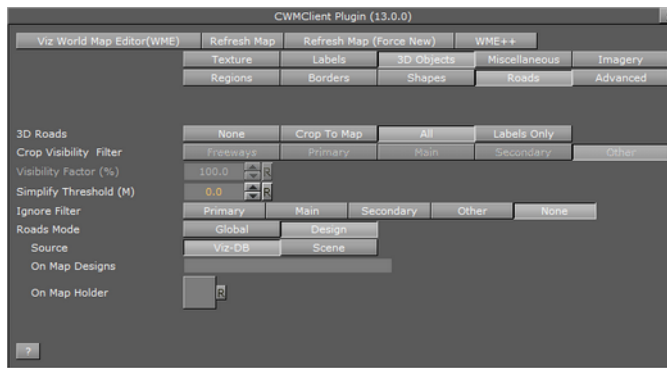 CWMClient Plugin (13.0.0)
Viz World Map Editor(WME) Refresh Map Refresh Map (Force New) WME++
Texture Labels 3D Objects Miscellaneous Imagery
Regions Borders Shapes Roads Advanced
3D Roads None Crop To Map All Labels Only
Crop Visibility Filter Freeways Primary Main Secondary Other
Visibility Factor (%) 100.0 R
Simplify Threshold (M) 0.0 R
Ignore Filter Primary Main Secondary Other None
Roads Mode Global Design
Source Viz-DB Scene
On Map Designs
On Map Holder R
?